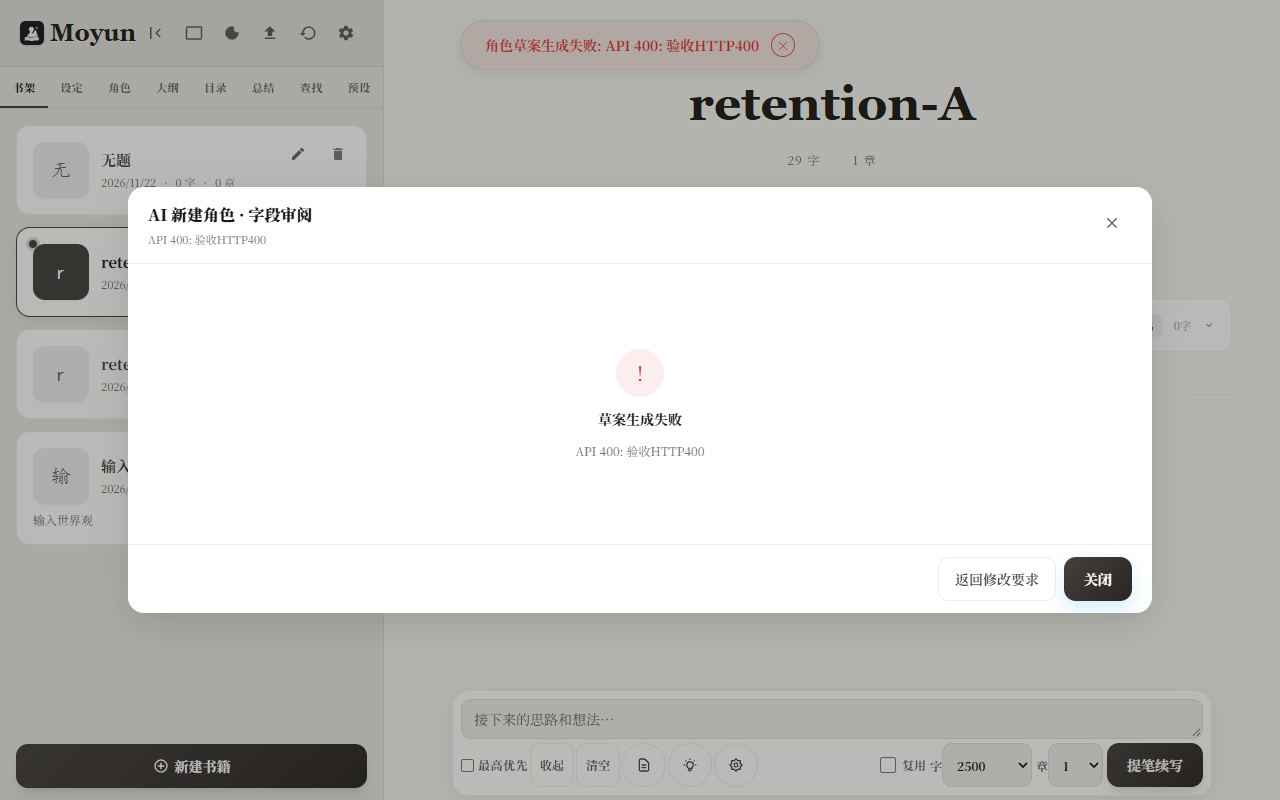 Moyun
书架 设定 角色 大纲 目录 总结 查找 预设
无
无题
2026/11/22 · 0 字 · 0 章
r
rete
2026/
r
rete
2026/
输
输入
2026/
输入世界观
新建书籍
角色草案生成失败: API 400: 验收HTTP400
retention-A
29 字 1 章
0字
AI 新建角色 · 字段审阅
API 400: 验收HTTP400
!
草案生成失败
API 400: 验收HTTP400
返回修改要求 关闭
接下来的思路和想法…
最高优先 收起 清空 复用 字 2500 章 1 提笔续写